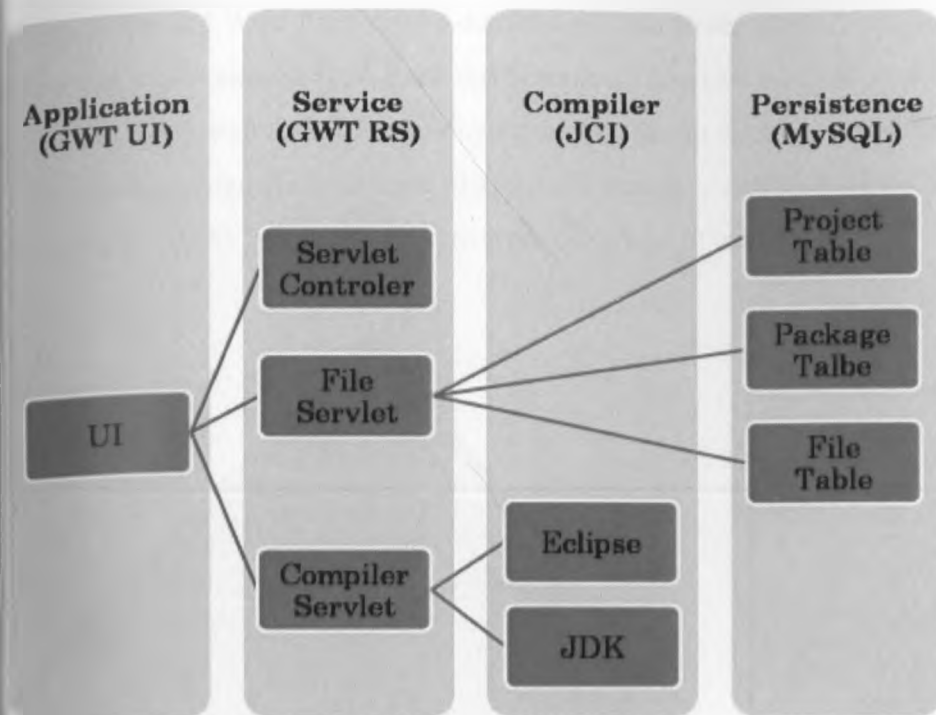 Application
(GWT UI)
Service
(GWT RS)
Compiler
(JCI)
Persistence
(MySQL)
Servlet
Controler
Project
Table
File
Servlet
Package
Talbe
UI
File
Table
Compiler
Servlet
Eclipse
JDK